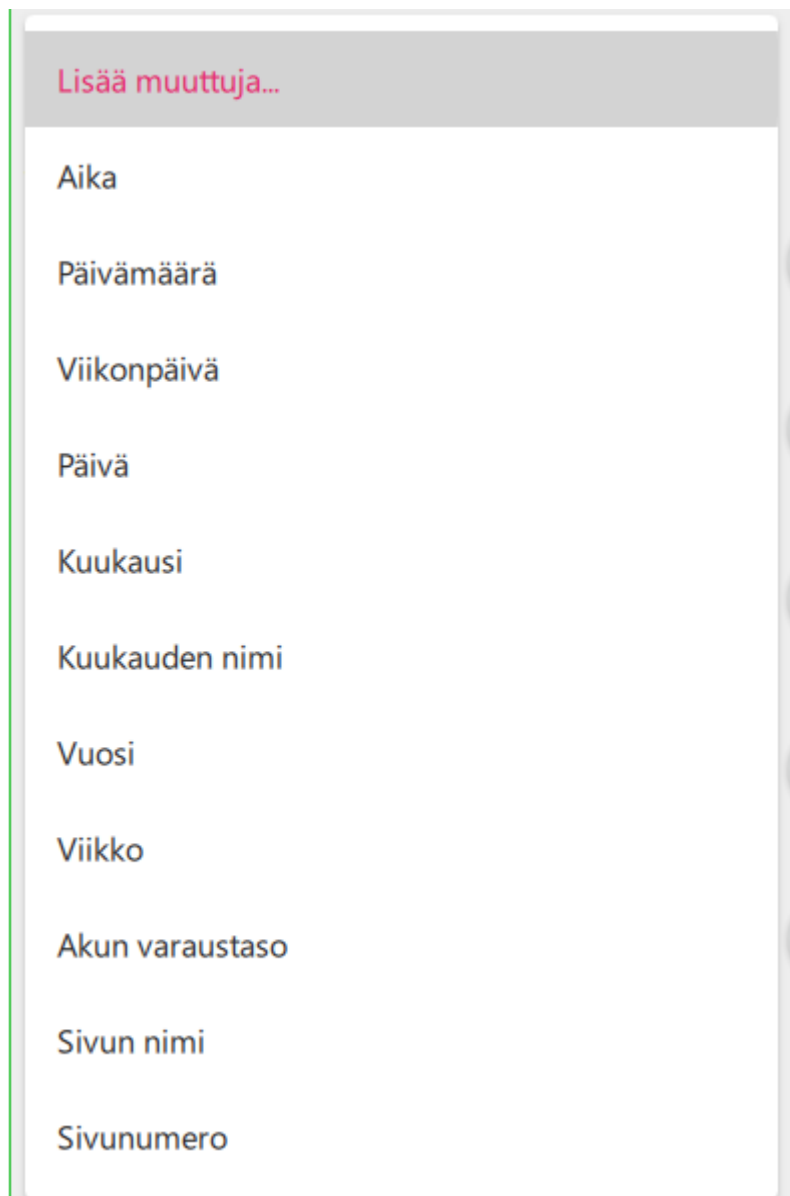 Lisää muuttuja...
Aika
Päivämäärä
Viikonpäivä
Päivä
Kuukausi
Kuukauden nimi
Vuosi
Viikko
Akun varaustaso
Sivun nimi
Sivunumero